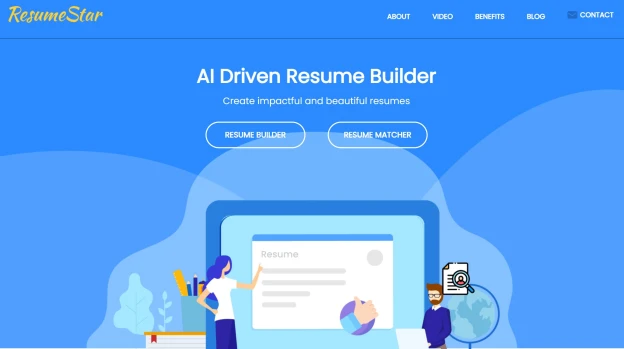 ResumeStar
ABOUT VIDEO BENEFITS BLOG CONTACT
AI Driven Resume Builder
Create impactful and beautiful resumes
RESUME BUILDER RESUME MATCHER
Resume